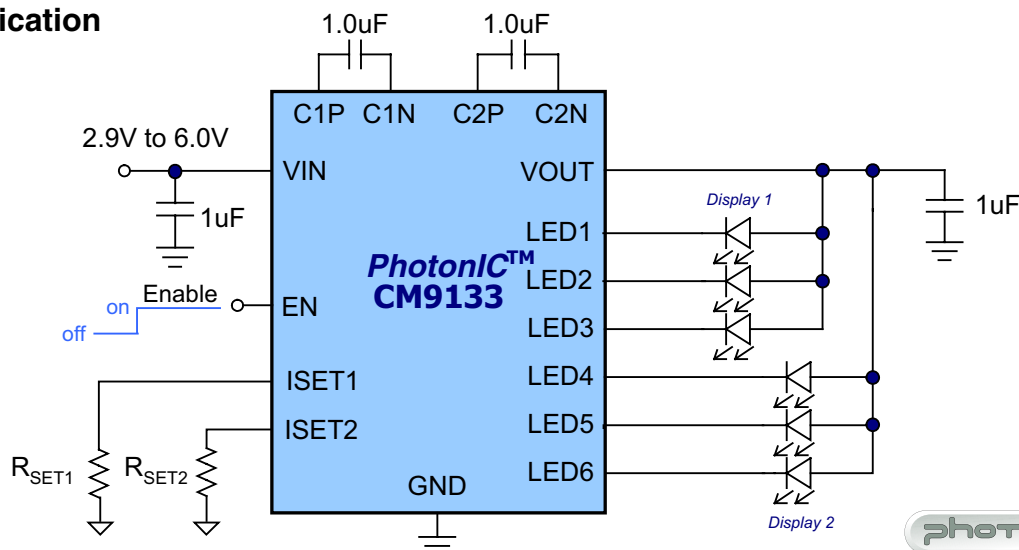 ication
1.0uF 1.0uF
C1P C1N C2P C2N
2.9V to 6.0V
VIN VOUT
1uF 1uF
Display 1
LED1
PhotonIC™
LED2
CM9133
Enable
on
off
EN
LED3
ISET1
LED4
ISET2
LED5
RSET1 RSET2
LED6
GND
Display 2